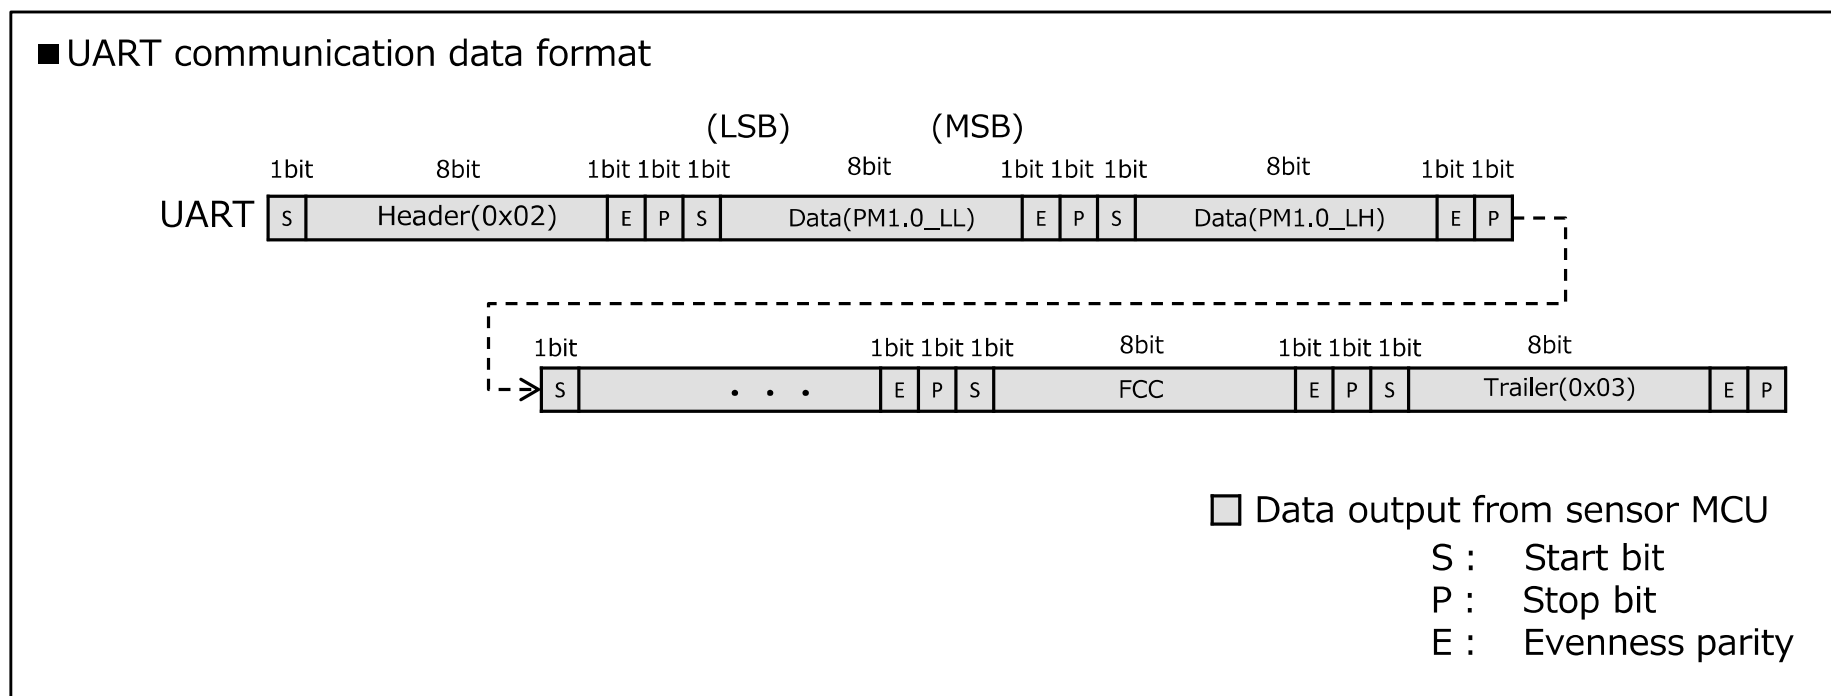 ■UART communication data format
(LSB) (MSB)
1bit 8bit 1bit 1bit 1bit 8bit 1bit 1bit 1bit 8bit 1bit 1bit
UART S Header(0x02) E P S Data(PM1.0_LL) E P S Data(PM1.0_LH) E P
1bit 1bit 1bit 1bit 8bit 1bit 1bit 1bit 8bit
S . . . E P S FCC E P S Trailer(0x03) E P
Data output from sensor MCU
S : Start bit
P : Stop bit
E : Evenness parity